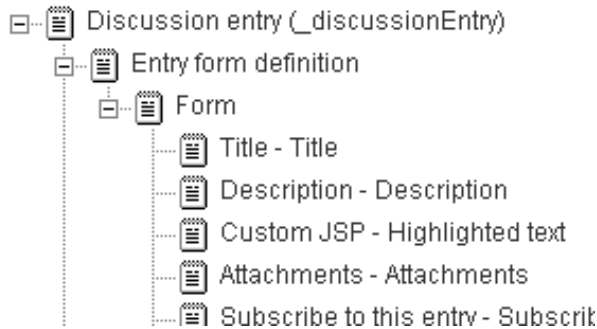 Discussion entry (_discussionEntry)
Entry form definition
Form
Title - Title
Description - Description
Custom JSP - Highlighted text
Attachments - Attachments
Subscribe to this entry -